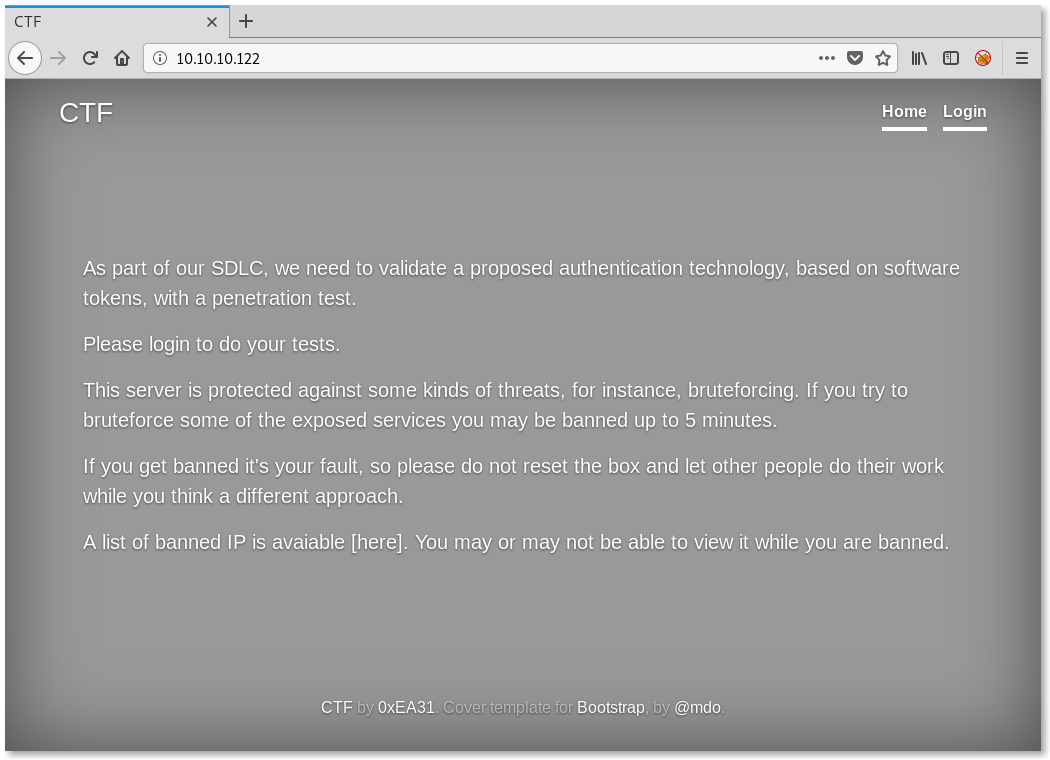 CTF
10.10.10.122
CTF
Home Login
As part of our SDLC, we need to validate a proposed authentication technology, based on software
tokens, with a penetration test.
Please login to do your tests.
This server is protected against some kinds of threats, for instance, bruteforcing. If you try to
bruteforce some of the exposed services you may be banned up to 5 minutes.
If you get banned it's your fault, so please do not reset the box and let other people do their work
while you think a different approach.
A list of banned IP is avaiable [here]. You may or may not be able to view it while you are banned.
CTF by 0xEA31. Cover template for Bootstrap, by @mdo.